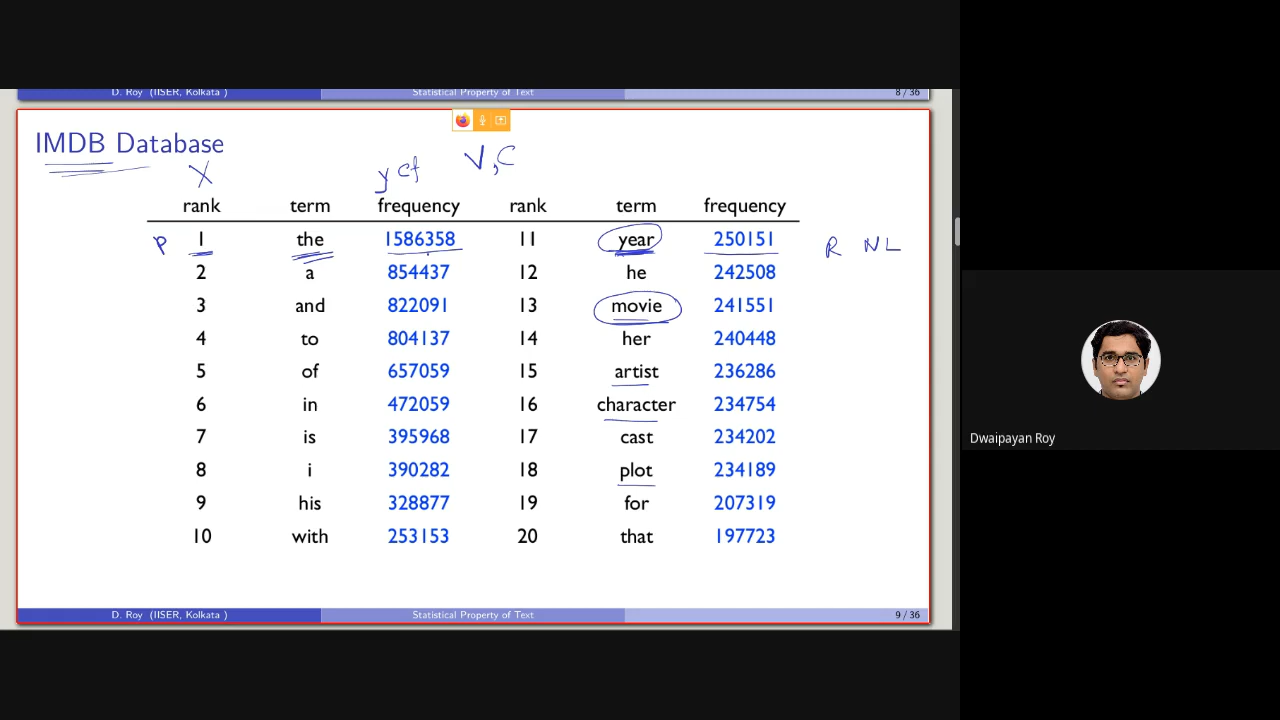 D. Roy (IISER, Kolkata ) Statistical Property of Text 8 / 36
IMDB Database
X y cf V, C
rank term frequency rank term frequency
P 1 the 1586358 11 year 250151 R NL
2 a 854437 12 he 242508
3 and 822091 13 movie 241551
4 to 804137 14 her 240448
5 of 657059 15 artist 236286
6 in 472059 16 character 234754
7 is 395968 17 cast 234202
8 i 390282 18 plot 234189
9 his 328877 19 for 207319
10 with 253153 20 that 197723
D. Roy (IISER, Kolkata ) Statistical Property of Text 9 / 36
Dwaipayan Roy